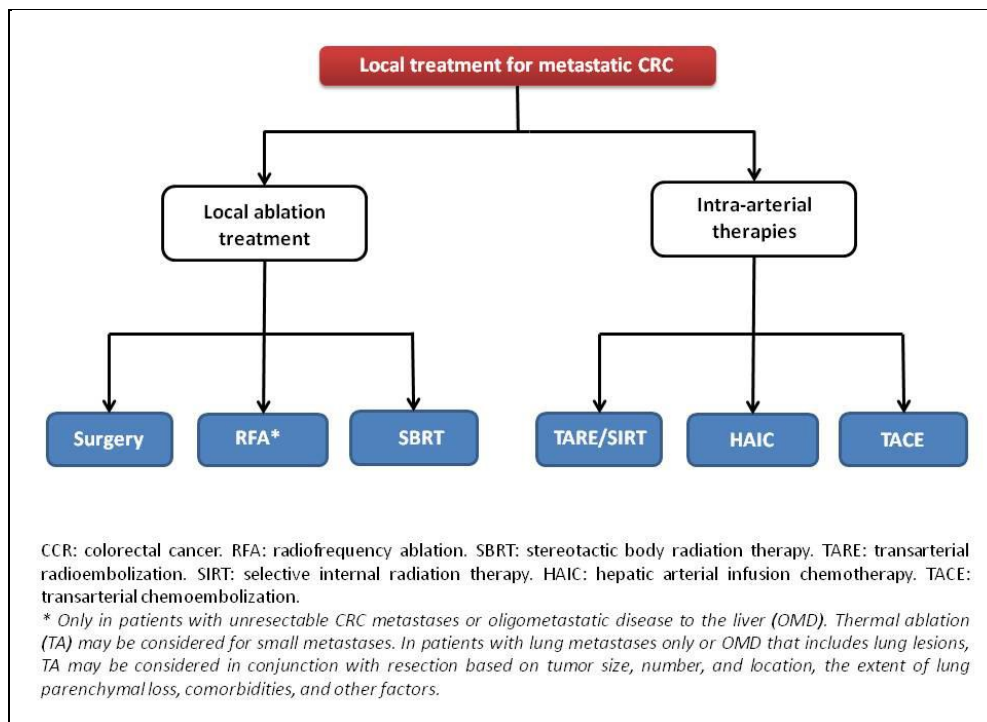 Local treatment for metastatic CRC
Local ablation
treatment
Intra-arterial
therapies
Surgery
RFA*
SBRT
TARE/SIRT
HAIC
TACE
CCR: colorectal cancer. RFA: radiofrequency ablation. SBRT: stereotactic body radiation therapy. TARE: transarterial
radioembolization. SIRT: selective internal radiation therapy. HAIC: hepatic arterial infusion chemotherapy. TACE:
transarterial chemoembolization.
* Only in patients with unresectable CRC metastases or oligometastatic disease to the liver (OMD). Thermal ablation
(TA) may be considered for small metastases. In patients with lung metastases only or OMD that includes lung lesions,
TA may be considered in conjunction with resection based on tumor size, number, and location, the extent of lung
parenchymal loss, comorbidities, and other factors.